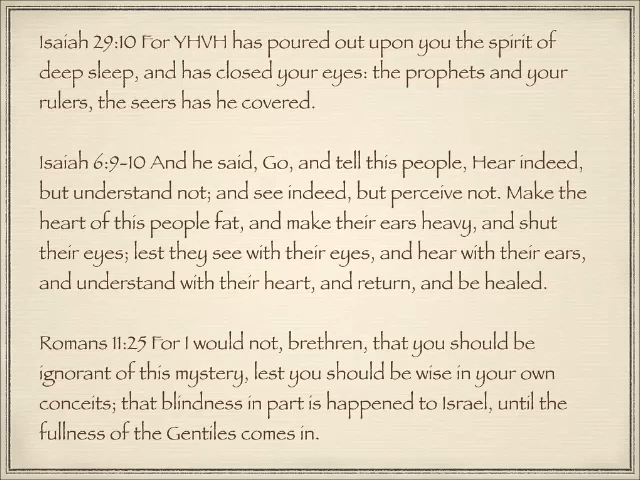 Isaiah 29:10 For YHVH has poured out upon you the spirit of
deep sleep, and has closed your eyes: the prophets and your
rulers, the seers has he covered.
Isaiah 6:9-10 And he said, Go, and tell this people, Hear indeed,
but understand not; and see indeed, but perceive not. Make the
heart of this people fat, and make their ears heavy, and shut
their eyes; lest they see with their eyes, and hear with their ears,
and understand with their heart, and return, and be healed.
Romans 11:25 For I would not, brethren, that you should be
ignorant of this mystery, lest you should be wise in your own
conceits; that blindness in part is happened to Israel, until the
fullness of the Gentiles comes in.